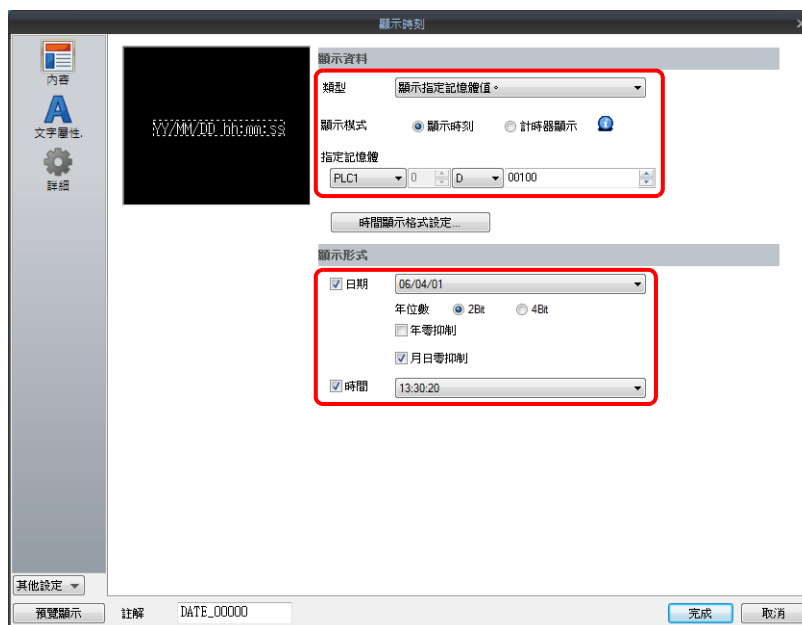 顯示時刻
內容
文字屬性.
詳細
YY/MM/DD hh:mm:ss
顯示資料
類型 顯示指定記憶體值。
顯示模式 顯示時刻 計時器顯示
指定記憶體
PLC1 0 D 00100
時間顯示格式設定...
顯示形式
日期 06/04/01
年位數 2Bit 4Bit
年零抑制
月日零抑制
時間 13:30:20
其他設定
預覽顯示 註解 DATE_00000 完成 取消